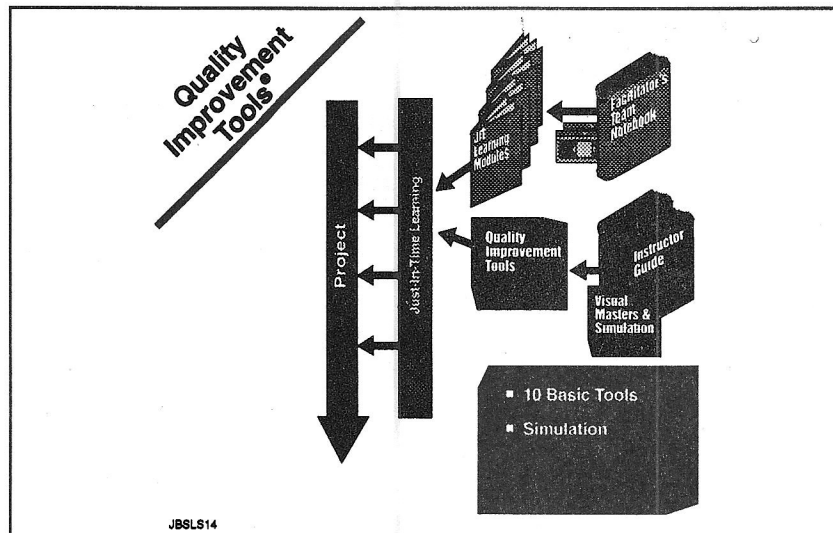 Quality
Improvement
Tools®
Project
Just-In-Time Learning
JIT
Learning
Modules
Facilitator's
Team
Notebook
Quality
Improvement
Tools
Instructor
Guide
Visual
Masters &
Simulation
▪ 10 Basic Tools
▪ Simulation
JBSLS14